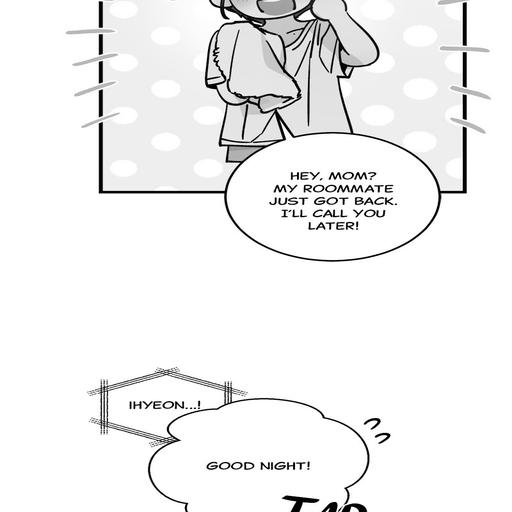 HEY, MOM?
MY ROOMMATE
JUST GOT BACK.
I'LL CALL YOU
LATER!
IHYEON...!
GOOD NIGHT!